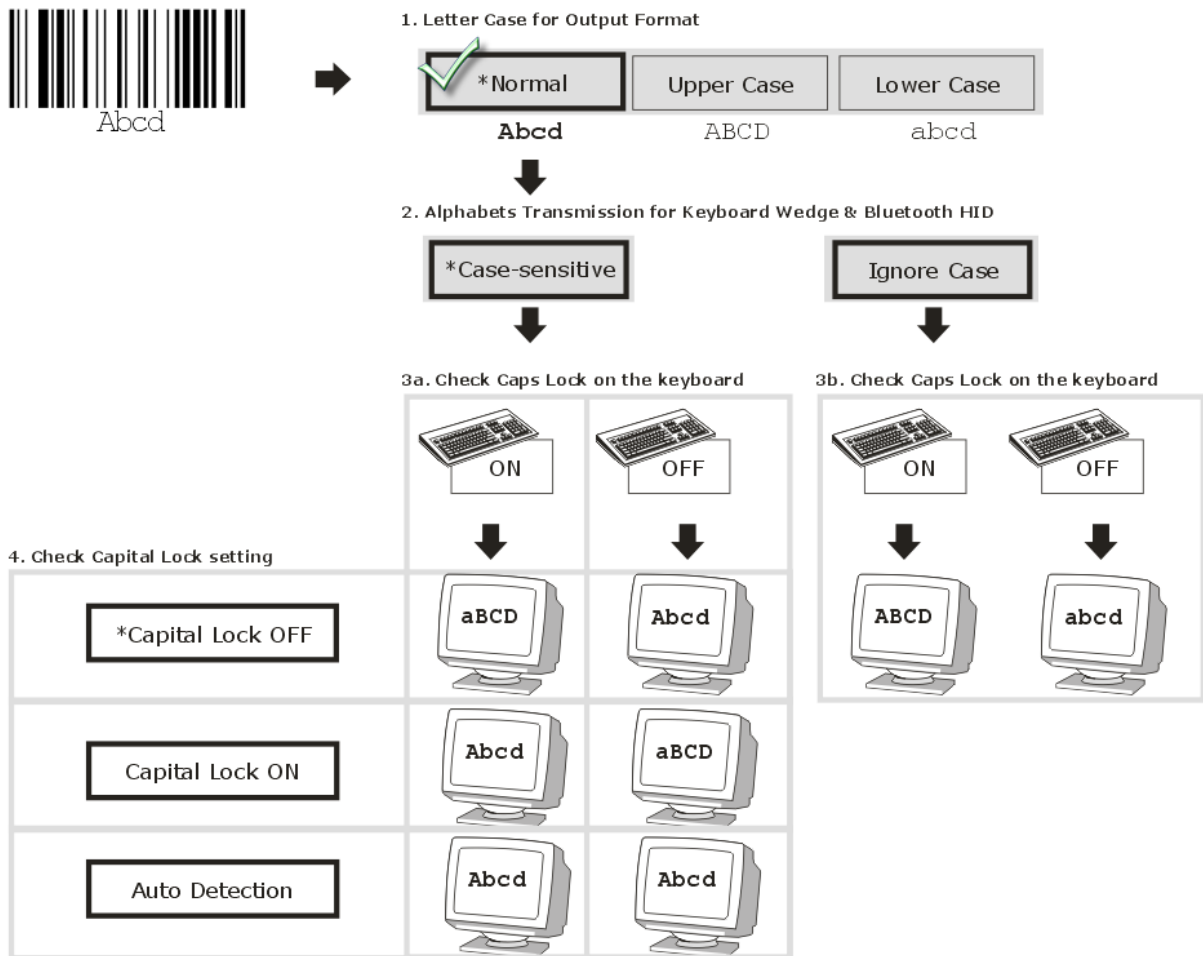 Abcd
1. Letter Case for Output Format
*Normal Upper Case Lower Case
Abcd ABCD abcd
2. Alphabets Transmission for Keyboard Wedge & Bluetooth HID
*Case-sensitive Ignore Case
3a. Check Caps Lock on the keyboard 3b. Check Caps Lock on the keyboard
ON OFF ON OFF
4. Check Capital Lock setting
*Capital Lock OFF aBCD Abcd ABCD abcd
Capital Lock ON Abcd aBCD
Auto Detection Abcd Abcd